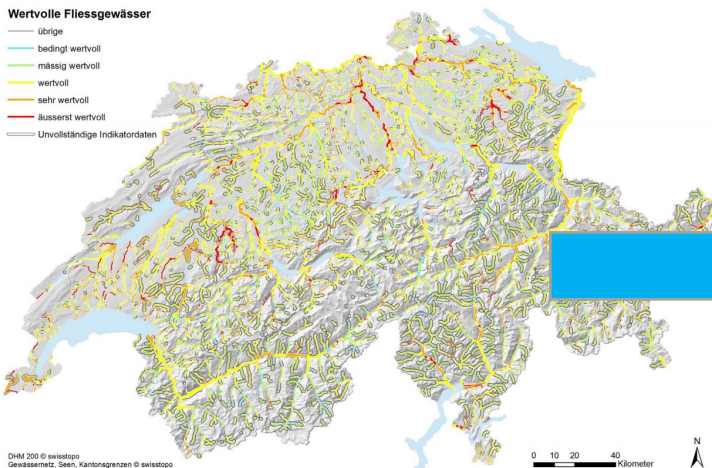 Wertvolle Fliessgewässer
übrige
bedingt wertvoll
mässig wertvoll
wertvoll
sehr wertvoll
äusserst wertvoll
Unvollständige Indikatordaten
DHM 200 © swisstopo
Gewässernetz, Seen, Kantonsgrenzen © swisstopo
0 10 20 40
Kilometer
N